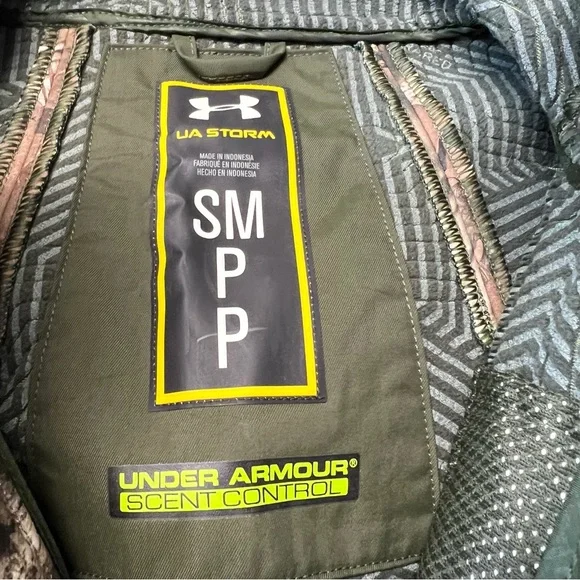 UA STORM
MADE IN INDONESIA
FABRIQUÉ EN INDONÉSIE
HECHO EN INDONESIA
SM
P
P
UNDER ARMOUR®
SCENT CONTROL